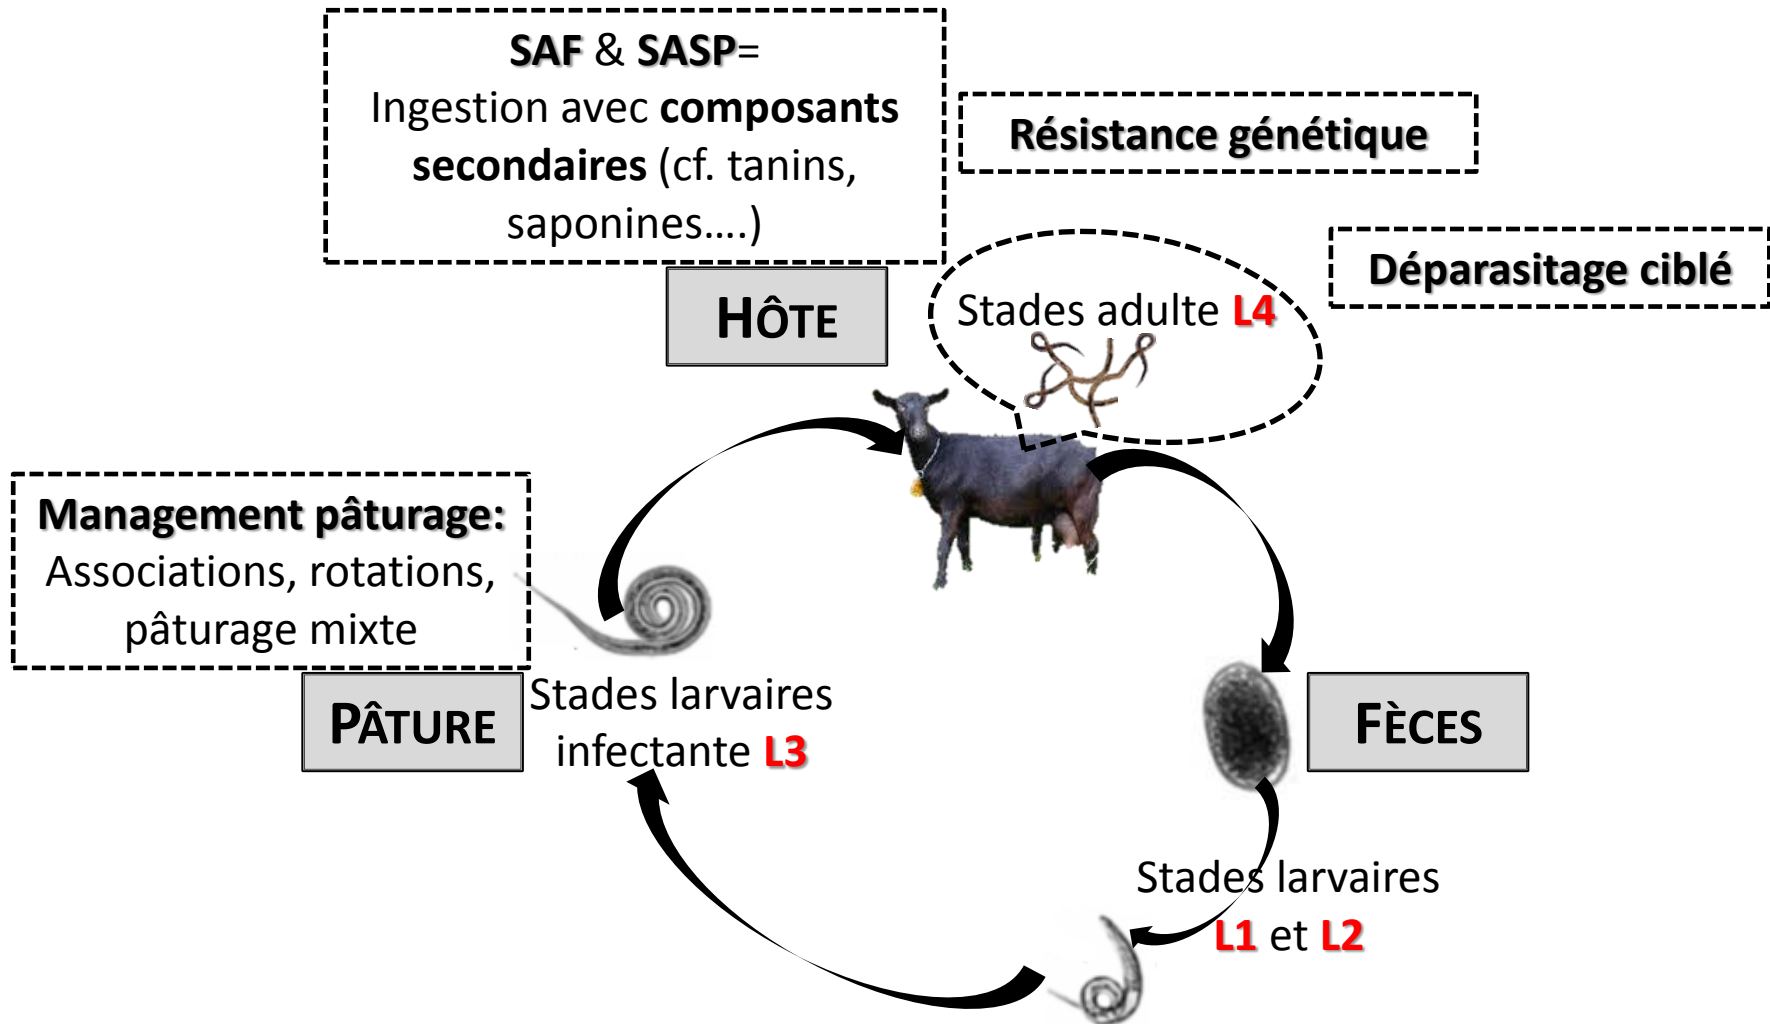 SAF & SASP=
Ingestion avec composants
secondaires (cf. tanins,
saponines....)
Résistance génétique
Déparasitage ciblé
HÔTE
Stades adulte L4
Management pâturage:
Associations, rotations,
pâturage mixte
PÂTURE
Stades larvaires
infectante L3
FÈCES
Stades larvaires
L1 et L2